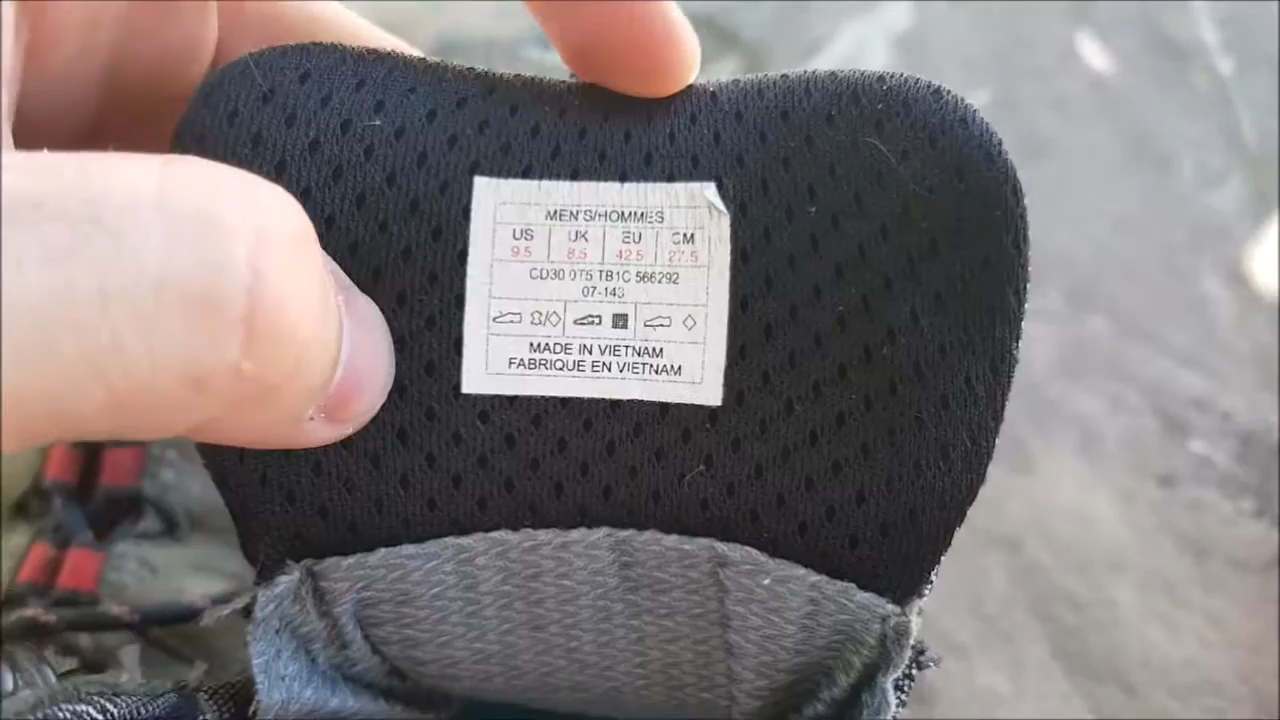 MEN'S/HOMMES
US UK EU CM
9.5 8.5 42.5 27.5
CD30 0T5 TB1C 566292
07-143
MADE IN VIETNAM
FABRIQUE EN VIETNAM